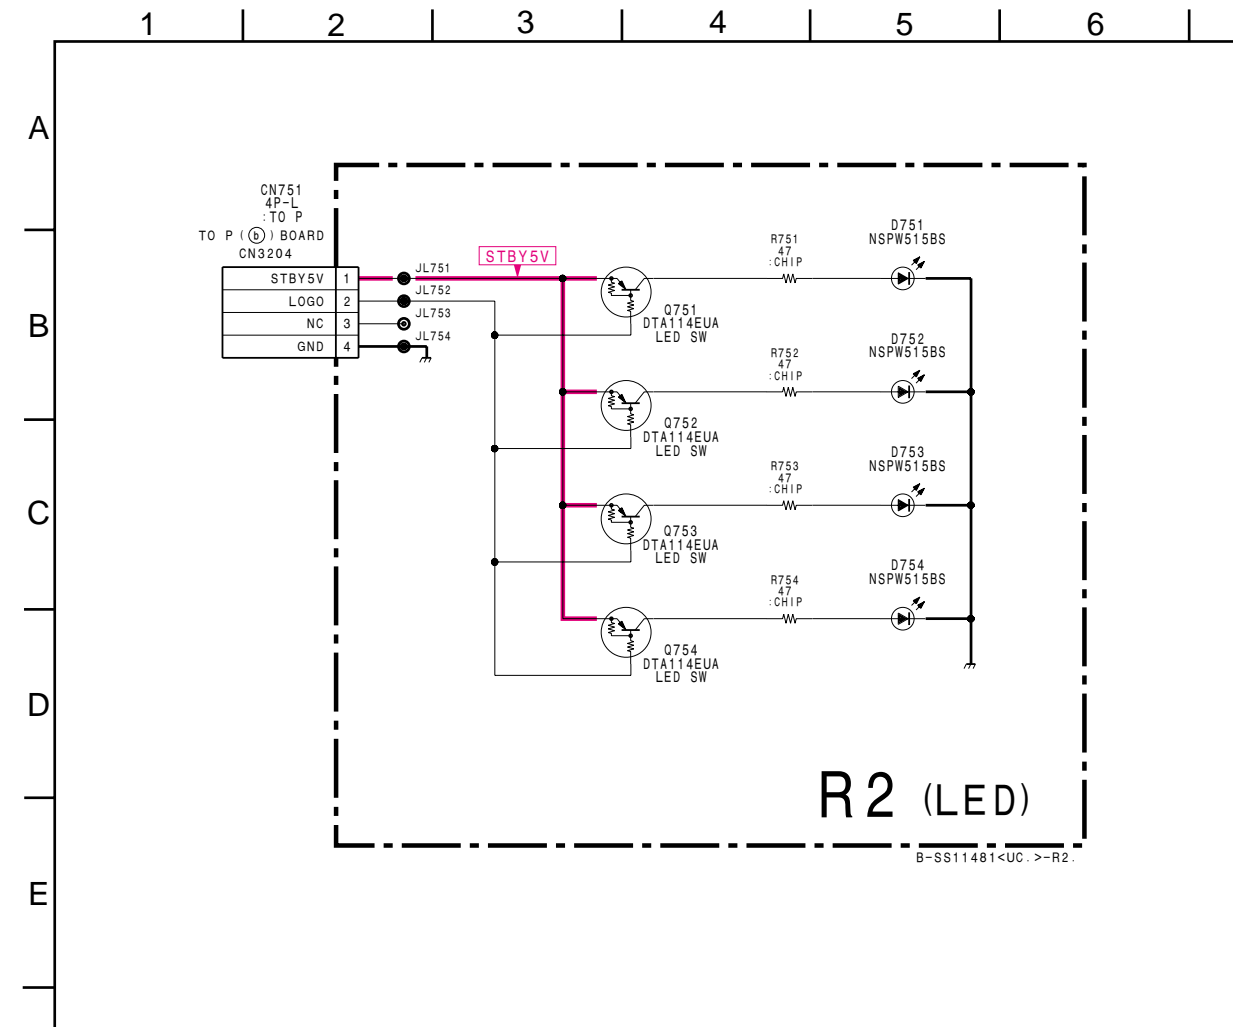 1 2 3 4 5 6
A
CN751
4P-L
:TO P
TO P (b) BOARD
CN3204
STBY5V 1
LOGO 2
NC 3
GND 4
JL751
JL752
JL753
JL754
STBY5V
B
Q751
DTA114EUA
LED SW
R751
47
:CHIP
D751
NSPW515BS
Q752
DTA114EUA
LED SW
R752
47
:CHIP
D752
NSPW515BS
C
Q753
DTA114EUA
LED SW
R753
47
:CHIP
D753
NSPW515BS
Q754
DTA114EUA
LED SW
R754
47
:CHIP
D754
NSPW515BS
D
R2 (LED)
B-SS11481<UC.>-R2.
E